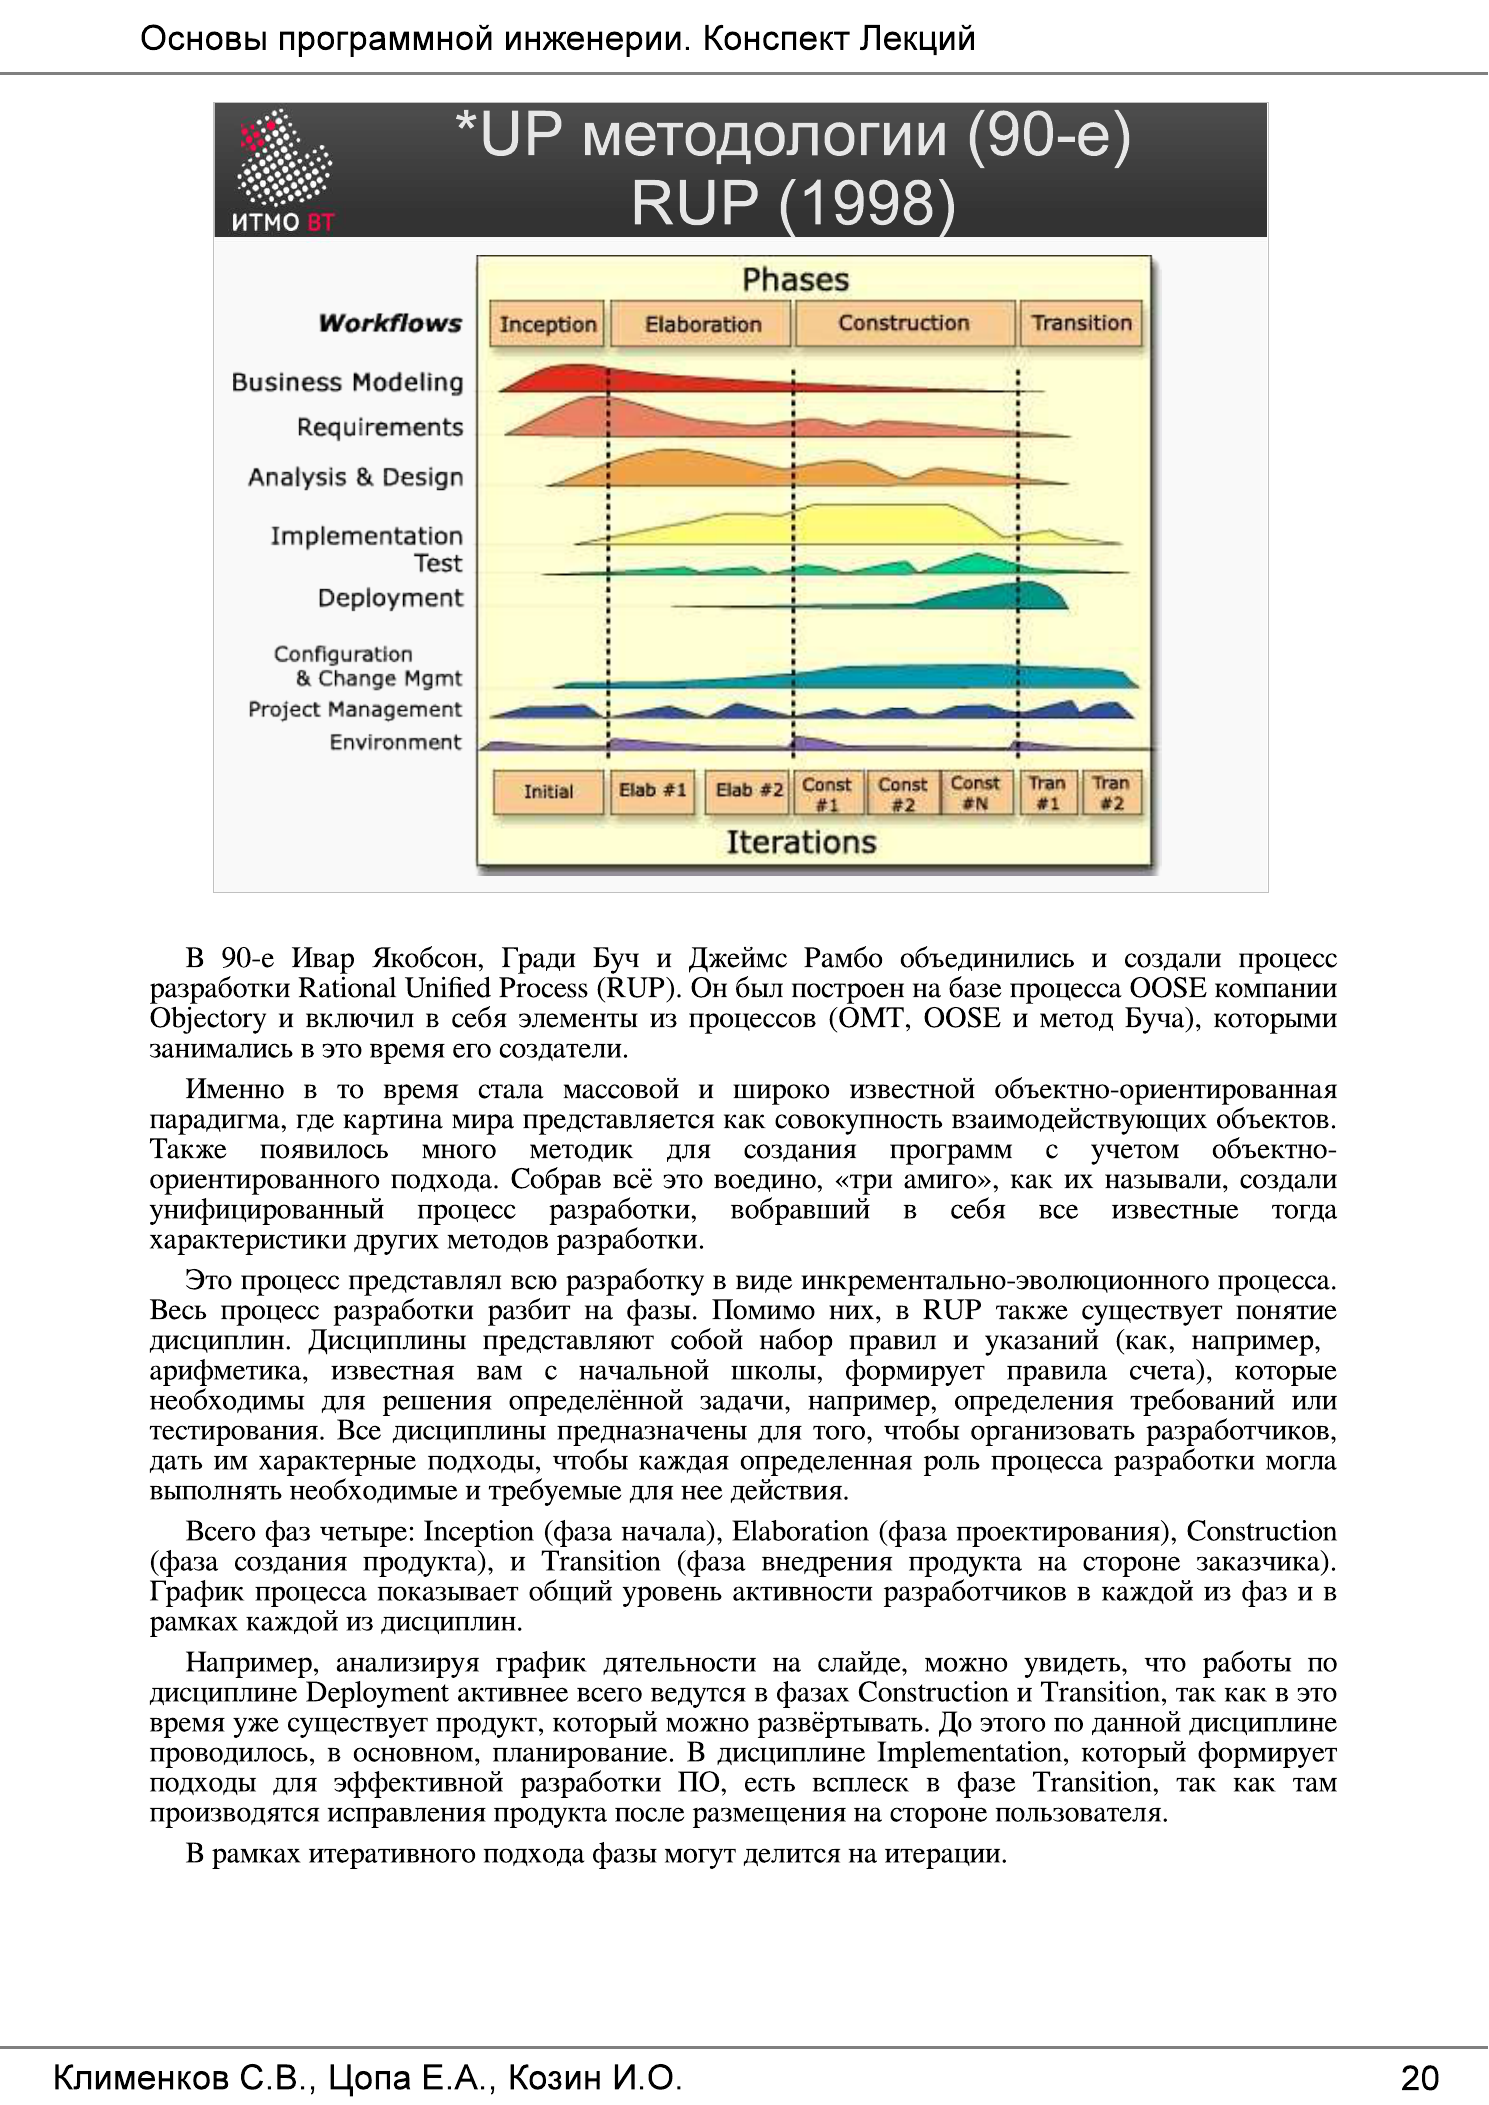 Основы программной инженерии. Конспект Лекций
*UP методологии (90-е)
RUP (1998)
ИТМО ВТ
Phases
Workflows
Inception
Elaboration
Construction
Transition
Business Modeling
Requirements
Analysis & Design
Implementation
Test
Deployment
Configuration
& Change Mgmt
Project Management
Environment
Initial
Elab #1
Elab #2
Const #1
Const #2
Const #N
Tran #1
Tran #2
Iterations
В 90-е Ивар Якобсон, Гради Буч и Джеймс Рамбо объединились и создали процесс
разработки Rational Unified Process (RUP). Он был построен на базе процесса OOSE компании
Objectory и включил в себя элементы из процессов (OMT, OOSE и метод Буча), которыми
занимались в это время его создатели.
Именно в то время стала массовой и широко известной объектно-ориентированная
парадигма, где картина мира представляется как совокупность взаимодействующих объектов.
Также появилось много методик для создания программ с учетом объектно-
ориентированного подхода. Собрав всё это воедино, «три амиго», как их называли, создали
унифицированный процесс разработки, вобравший в себя все известные тогда
характеристики других методов разработки.
Это процесс представлял всю разработку в виде инкрементально-эволюционного процесса.
Весь процесс разработки разбит на фазы. Помимо них, в RUP также существует понятие
дисциплин. Дисциплины представляют собой набор правил и указаний (как, например,
арифметика, известная вам с начальной школы, формирует правила счета), которые
необходимы для решения определённой задачи, например, определения требований или
тестирования. Все дисциплины предназначены для того, чтобы организовать разработчиков,
дать им характерные подходы, чтобы каждая определенная роль процесса разработки могла
выполнять необходимые и требуемые для нее действия.
Всего фаз четыре: Inception (фаза начала), Elaboration (фаза проектирования), Construction
(фаза создания продукта), и Transition (фаза внедрения продукта на стороне заказчика).
График процесса показывает общий уровень активности разработчиков в каждой из фаз и в
рамках каждой из дисциплин.
Например, анализируя график дятельности на слайде, можно увидеть, что работы по
дисциплине Deployment активнее всего ведутся в фазах Construction и Transition, так как в это
время уже существует продукт, который можно развёртывать. До этого по данной дисциплине
проводилось, в основном, планирование. В дисциплине Implementation, который формирует
подходы для эффективной разработки ПО, есть всплеск в фазе Transition, так как там
производятся исправления продукта после размещения на стороне пользователя.
В рамках итеративного подхода фазы могут делится на итерации.
Клименков С.В., Цопа Е.А., Козин И.О.
20